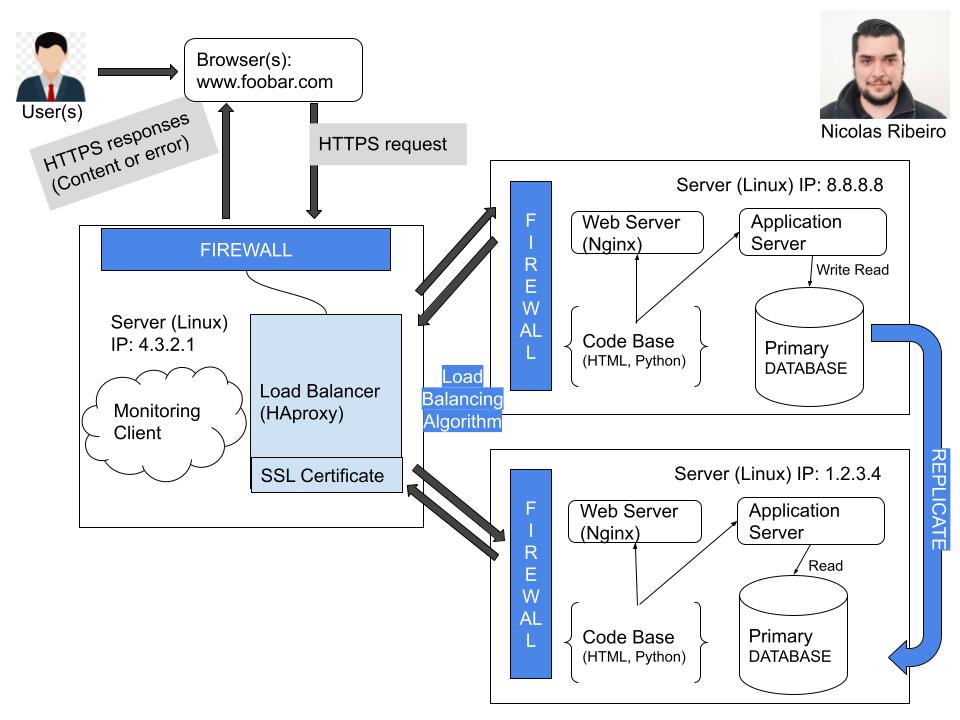 User(s)
Browser(s):
www.foobar.com
Nicolas Ribeiro
HTTPS responses
(Content or error)
HTTPS request
FIREWALL
Server (Linux)
IP: 4.3.2.1
Monitoring
Client
Load Balancer
(HAproxy)
SSL Certificate
Load
Balancing
Algorithm
Server (Linux) IP: 8.8.8.8
F
I
R
E
W
AL
L
Web Server
(Nginx)
Application
Server
Write Read
Code Base
(HTML, Python)
Primary
DATABASE
REPLICATE
Server (Linux) IP: 1.2.3.4
F
I
R
E
W
AL
L
Web Server
(Nginx)
Application
Server
Read
Code Base
(HTML, Python)
Primary
DATABASE